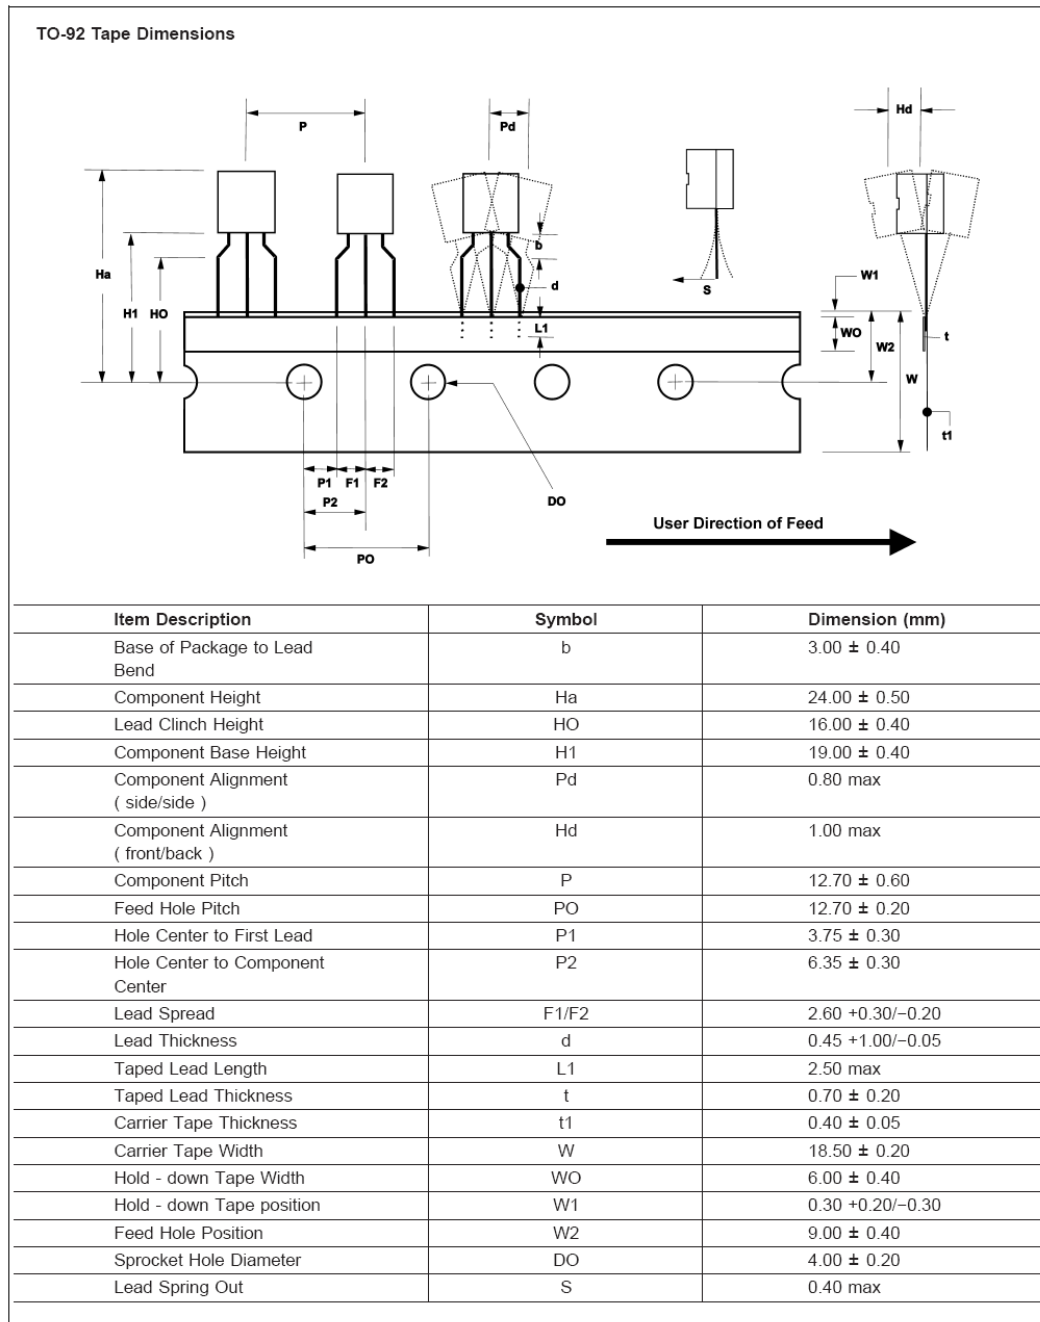 TO-92 Tape Dimensions
P
Pd
Hd
Ha
H1
HO
b
d
L1
S
W1
WO
W2
t
W
t1
P1 F1 F2
P2
DO
PO
User Direction of Feed
Item Description Symbol Dimension (mm)
Base of Package to Lead b 3.00 ± 0.40
Bend
Component Height Ha 24.00 ± 0.50
Lead Clinch Height HO 16.00 ± 0.40
Component Base Height H1 19.00 ± 0.40
Component Alignment Pd 0.80 max
( side/side )
Component Alignment Hd 1.00 max
( front/back )
Component Pitch P 12.70 ± 0.60
Feed Hole Pitch PO 12.70 ± 0.20
Hole Center to First Lead P1 3.75 ± 0.30
Hole Center to Component P2 6.35 ± 0.30
Center
Lead Spread F1/F2 2.60 +0.30/−0.20
Lead Thickness d 0.45 +1.00/−0.05
Taped Lead Length L1 2.50 max
Taped Lead Thickness t 0.70 ± 0.20
Carrier Tape Thickness t1 0.40 ± 0.05
Carrier Tape Width W 18.50 ± 0.20
Hold - down Tape Width WO 6.00 ± 0.40
Hold - down Tape position W1 0.30 +0.20/−0.30
Feed Hole Position W2 9.00 ± 0.40
Sprocket Hole Diameter DO 4.00 ± 0.20
Lead Spring Out S 0.40 max